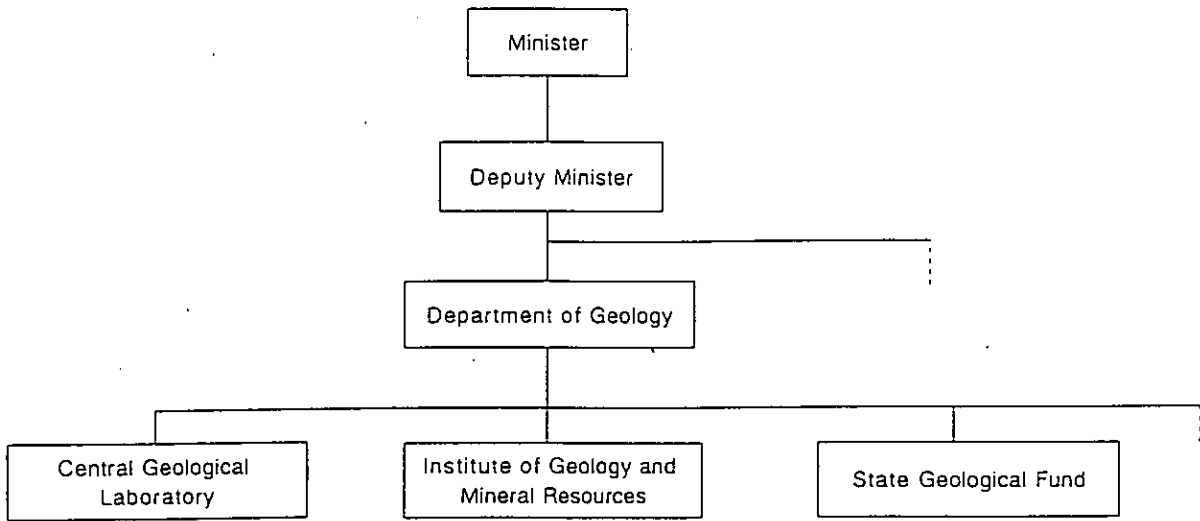 Minister
Deputy Minister
Department of Geology
Central Geological
Laboratory
Institute of Geology and
Mineral Resources
State Geological Fund